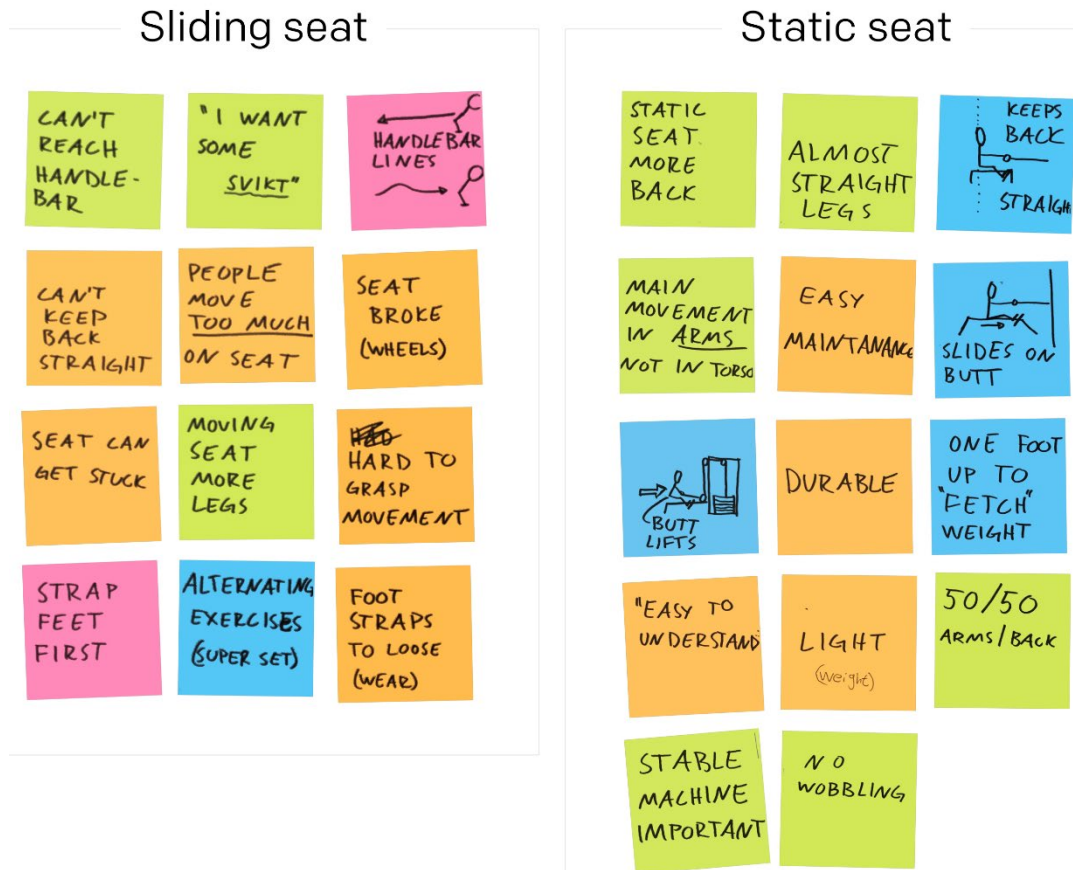 Sliding seat
CAN'T
REACH
HANDLE-
BAR
"I WANT
SOME
SVIKT"
HANDLEBAR
LINES
CAN'T
KEEP
BACK
STRAIGHT
PEOPLE
MOVE
TOO MUCH
ON SEAT
SEAT
BROKE
(WHEELS)
SEAT CAN
GET STUCK
MOVING
SEAT
MORE
LEGS
HARD TO
GRASP
MOVEMENT
STRAP
FEET
FIRST
ALTERNATING
EXERCISES
(SUPER SET)
FOOT
STRAPS
TO LOOSE
(WEAR)
Static seat
STATIC
SEAT
MORE
BACK
ALMOST
STRAIGHT
LEGS
KEEPS
BACK
STRAIGH
MAIN
MOVEMENT
IN ARMS
NOT IN TORSO
EASY
MAINTANANCE
SLIDES ON
BUTT
BUTT
LIFTS
DURABLE
ONE FOOT
UP TO
"FETCH"
WEIGHT
"EASY TO
UNDERSTAND
LIGHT
(weight)
50/50
ARMS/BACK
STABLE
MACHINE
IMPORTANT
NO
WOBBLING